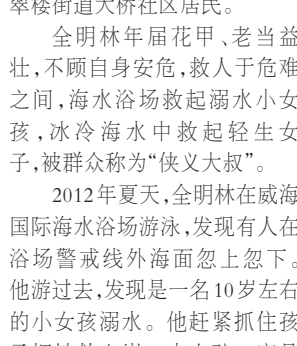 翠楼街道大桥社区居民。
全明林年届花甲、老当益
壮,不顾自身安危,救人于危难
之间,海水浴场救起溺水小女
孩,冰冷海水中救起轻生女
子,被群众称为“侠义大叔”。
2012年夏天,全明林在威海
国际海水浴场游泳,发现有人在
浴场警戒线外海面忽上忽下。
他游过去,发现是一名10岁左右
的小女孩溺水。他赶紧抓住孩